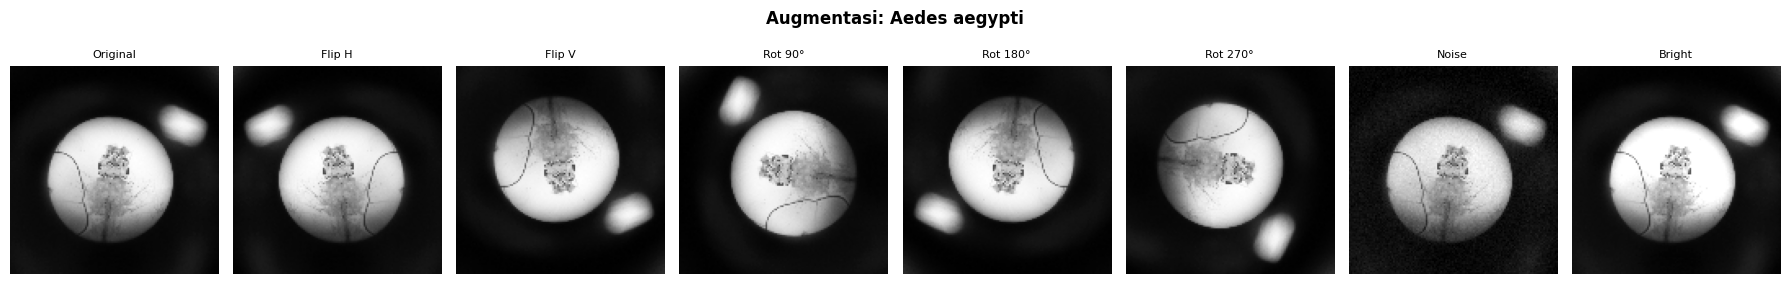 Augmentasi: Aedes aegypti
Original
Flip H
Flip V
Rot 90°
Rot 180°
Rot 270°
Noise
Bright